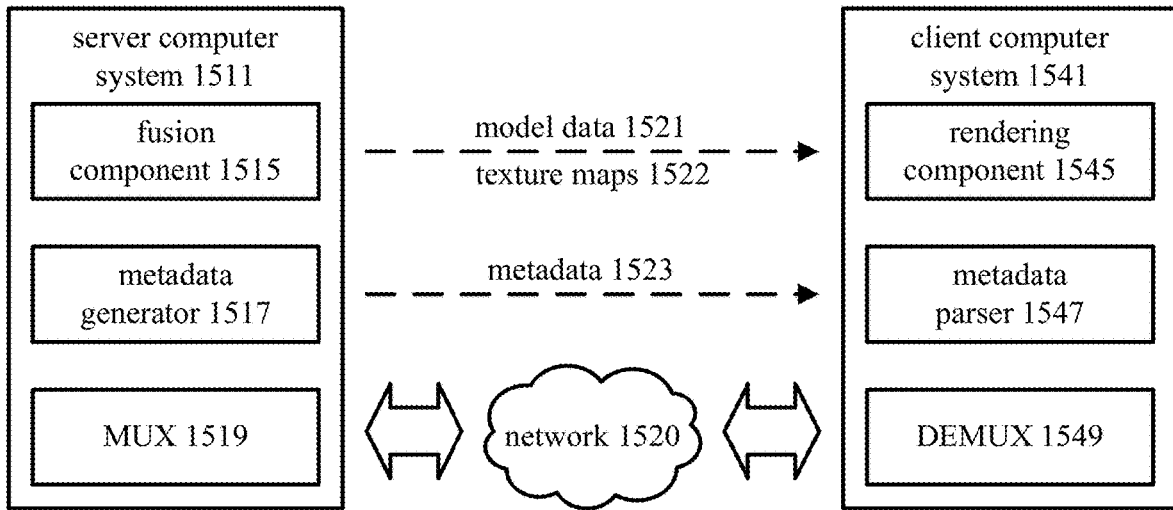 server computer
system 1511
fusion
component 1515
metadata
generator 1517
MUX 1519
model data 1521
texture maps 1522
metadata 1523
network 1520
client computer
system 1541
rendering
component 1545
metadata
parser 1547
DEMUX 1549